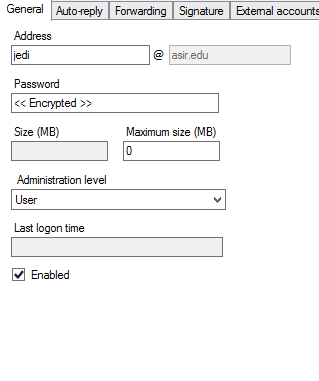 General Auto-reply Forwarding Signature External accounts
Address
jedi @ asir.edu
Password
<< Encrypted >>
Size (MB) Maximum size (MB)
0
Administration level
User
Last logon time
Enabled